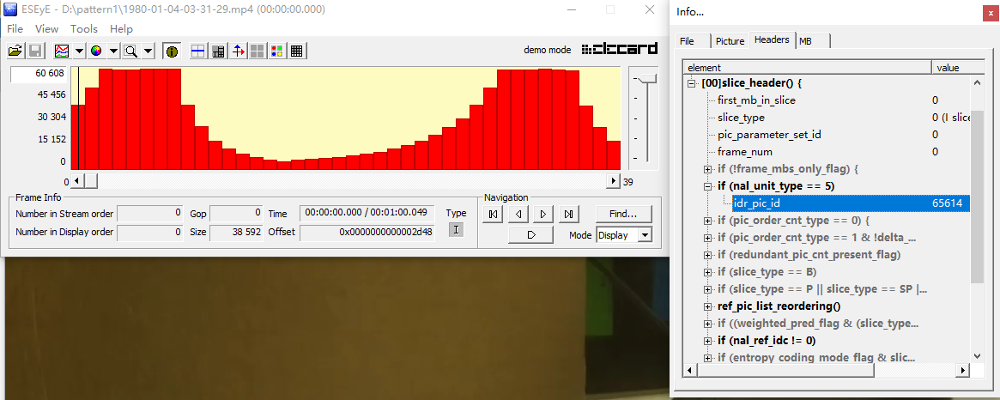 ESEyE - D:\pattern1\1980-01-04-03-31-29.mp4 (00:00:00.000)
File View Tools Help
demo mode elecard
60 608
45 456
30 304
15 152
0
0 39
Frame Info
Number in Stream order 0 Gop 0 Time 00:00:00.000 / 00:01:00.049 Type
Number in Display order 0 Size 38 592 Offset 0x0000000000002d48 I
Navigation
Find...
Mode Display
Info...
File Picture Headers MB
element value
[00]slice_header() {
first_mb_in_slice 0
slice_type 0 (I slice
pic_parameter_set_id 0
frame_num 0
if (!frame_mbs_only_flag) {
if (nal_unit_type == 5)
idr_pic_id 65614
if (pic_order_cnt_type == 0) {
if (pic_order_cnt_type == 1 & !delta_...
if (redundant_pic_cnt_present_flag)
if (slice_type == B)
if (slice_type == P || slice_type == SP |...
ref_pic_list_reordering()
if ((weighted_pred_flag & (slice_type...
if (nal_ref_idc != 0)
if (entropy_coding_mode_flag & slic...